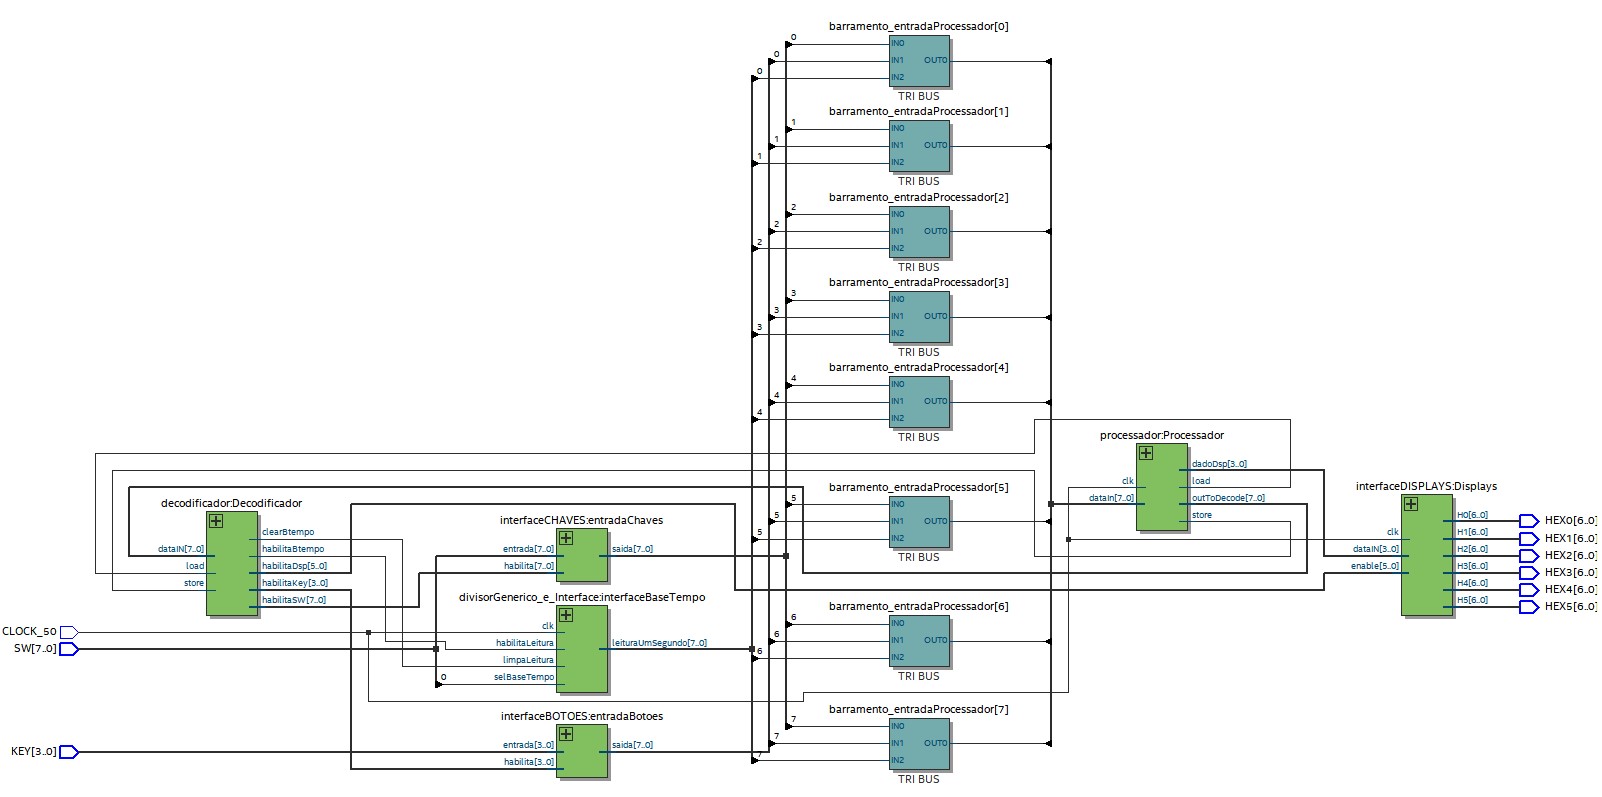 barramento_entradaProcessador[0]
0
IN0
0
IN1
OUT0
0
IN2
TRI BUS
barramento_entradaProcessador[1]
1
IN0
1
IN1
OUT0
1
IN2
TRI BUS
barramento_entradaProcessador[2]
2
IN0
2
IN1
OUT0
2
IN2
TRI BUS
barramento_entradaProcessador[3]
3
IN0
3
IN1
OUT0
3
IN2
TRI BUS
barramento_entradaProcessador[4]
4
IN0
4
IN1
OUT0
4
IN2
TRI BUS
barramento_entradaProcessador[5]
5
IN0
5
IN1
OUT0
5
IN2
TRI BUS
barramento_entradaProcessador[6]
6
IN0
6
IN1
OUT0
6
IN2
TRI BUS
barramento_entradaProcessador[7]
7
IN0
7
IN1
OUT0
7
IN2
TRI BUS
processador:Processador
clk
dataIn[7..0]
dadoDsp[3..0]
load
outToDecode[7..0]
store
interfaceDISPLAYS:Displays
clk
dataIN[3..0]
enable[5..0]
H0[6..0]
H1[6..0]
H2[6..0]
H3[6..0]
H4[6..0]
H5[6..0]
HEX0[6..0]
HEX1[6..0]
HEX2[6..0]
HEX3[6..0]
HEX4[6..0]
HEX5[6..0]
decodificador:Decodificador
dataIN[7..0]
load
store
clearBtempo
habilitaBtempo
habilitaDsp[5..0]
habilitaKey[3..0]
habilitaSW[7..0]
interfaceCHAVES:entradaChaves
entrada[7..0]
habilita[7..0]
saida[7..0]
divisorGenerico_e_Interface:interfaceBaseTempo
clk
habilitaLeitura
limpaLeitura
selBaseTempo
leituraUmSegundo[7..0]
0
interfaceBOTOES:entradaBotoes
entrada[3..0]
habilita[3..0]
saida[7..0]
CLOCK_50
SW[7..0]
KEY[3..0]